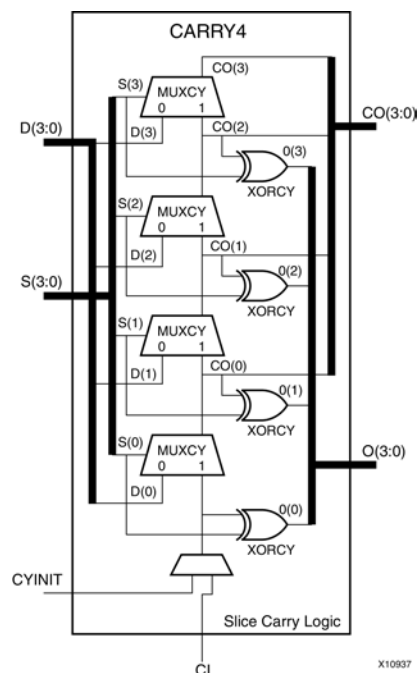 CARRY4
S(3)
CO(3)
MUXCY
0 1
D(3:0)
D(3)
CO(2)
CO(3:0)
0(3)
XORCY
S(2)
MUXCY
0 1
D(2)
CO(1)
S(3:0)
0(2)
XORCY
S(1)
MUXCY
0 1
D(1)
CO(0)
0(1)
XORCY
S(0)
MUXCY
0 1
O(3:0)
D(0)
0(0)
XORCY
CYINIT
Slice Carry Logic
CI
X10937